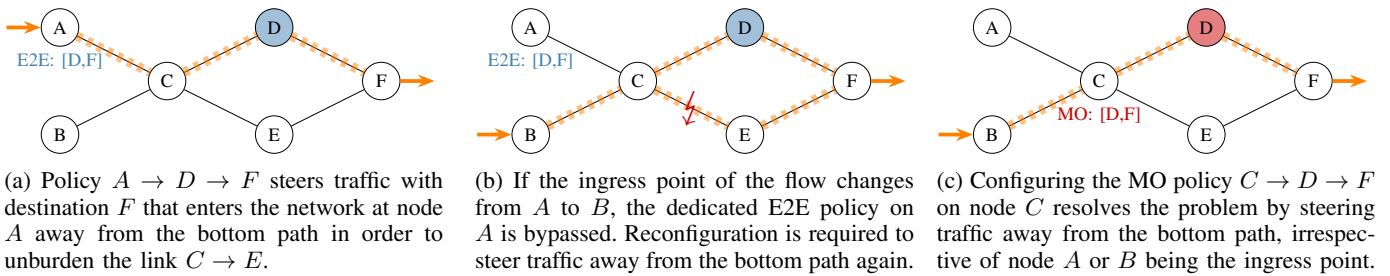 A
D
E2E: [D,F]
C
F
B
E
(a) Policy A → D → F steers traffic with
destination F that enters the network at node
A away from the bottom path in order to
unburden the link C → E.
A
D
E2E: [D,F]
C
F
B
E
(b) If the ingress point of the flow changes
from A to B, the dedicated E2E policy on
A is bypassed. Reconfiguration is required to
steer traffic away from the bottom path again.
A
D
C
F
MO: [D,F]
B
E
(c) Configuring the MO policy C → D → F
on node C resolves the problem by steering
traffic away from the bottom path, irrespec-
tive of node A or B being the ingress point.